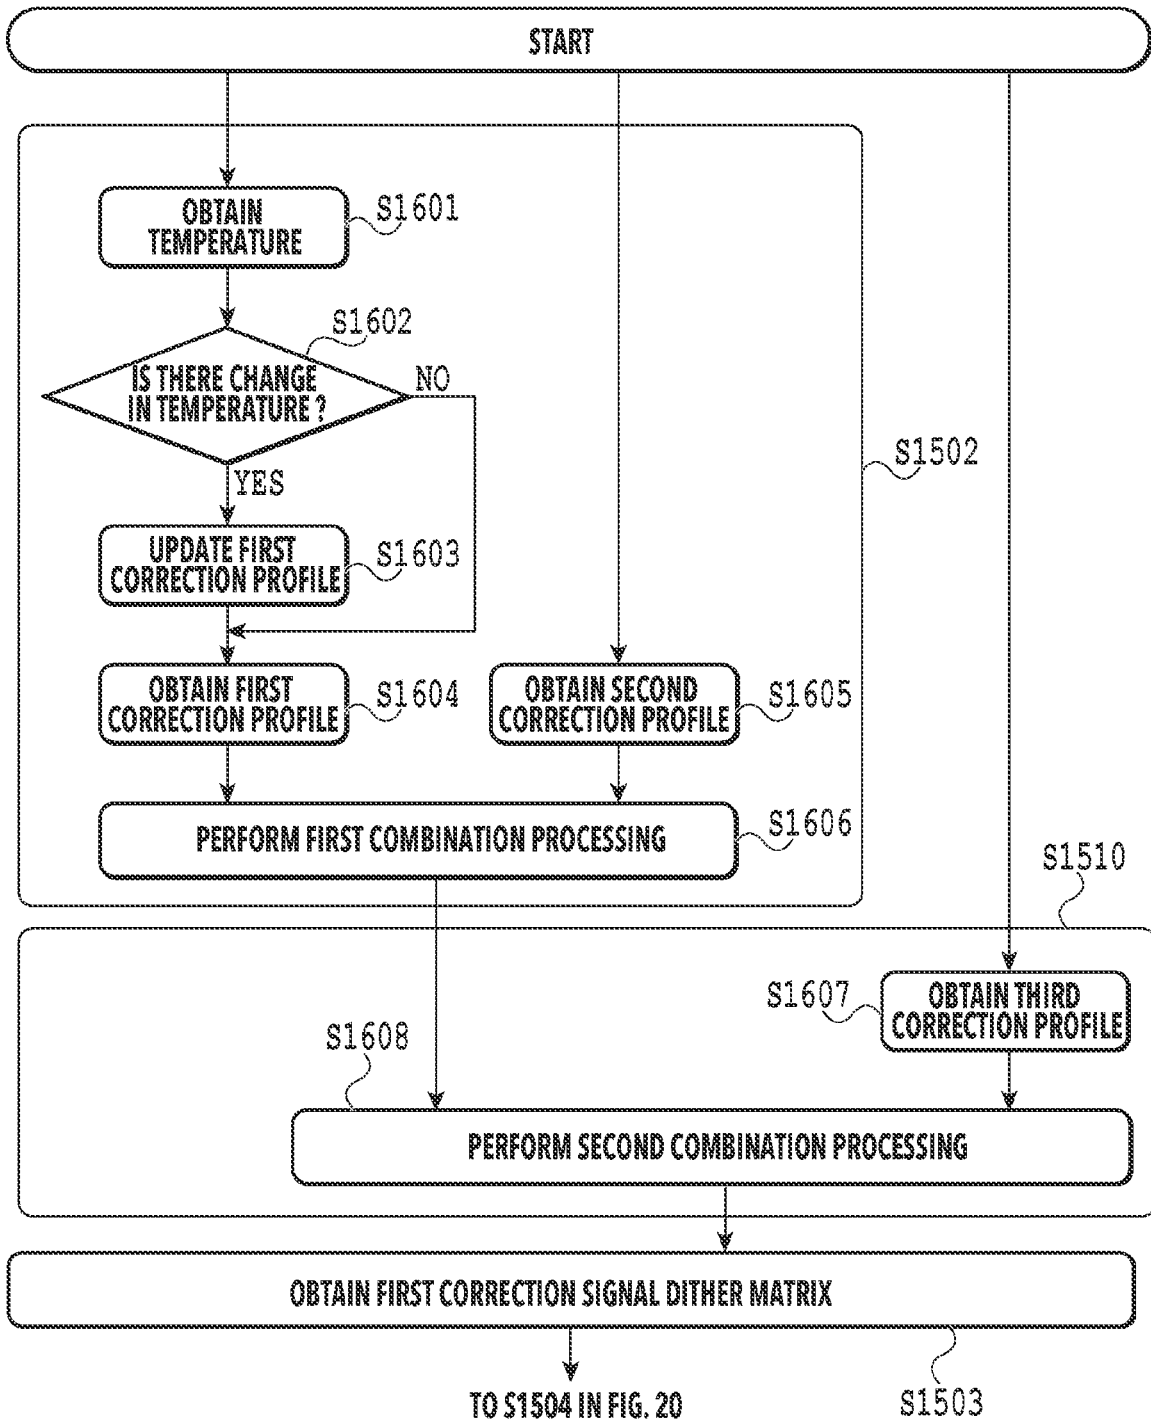 START
OBTAIN
TEMPERATURE
S1601
S1602
IS THERE CHANGE
IN TEMPERATURE ?
NO
YES
S1502
UPDATE FIRST
CORRECTION PROFILE
S1603
OBTAIN FIRST
CORRECTION PROFILE
S1604
OBTAIN SECOND
CORRECTION PROFILE
S1605
PERFORM FIRST COMBINATION PROCESSING
S1606
S1510
S1607
OBTAIN THIRD
CORRECTION PROFILE
S1608
PERFORM SECOND COMBINATION PROCESSING
OBTAIN FIRST CORRECTION SIGNAL DITHER MATRIX
S1503
TO S1504 IN FIG. 20